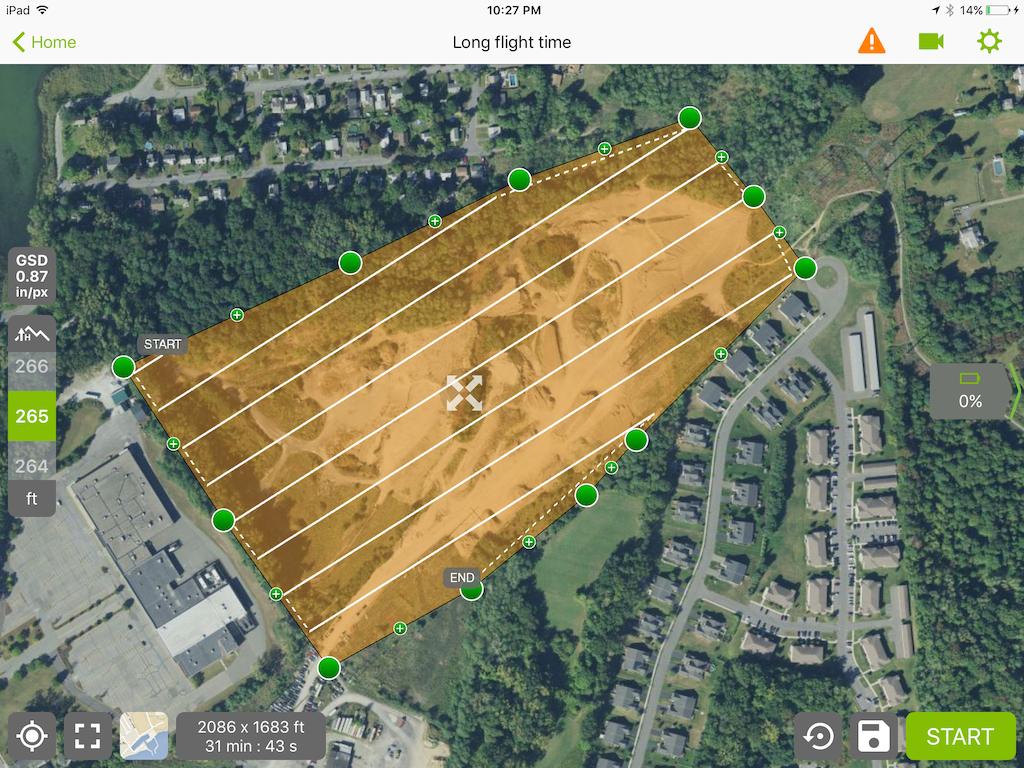 iPad
10:27 PM
14%
Home
Long flight time
GSD
0.87
in/px
H
266
265
264
ft
START
END
0%
2086 x 1683 ft
31 min : 43 s
START